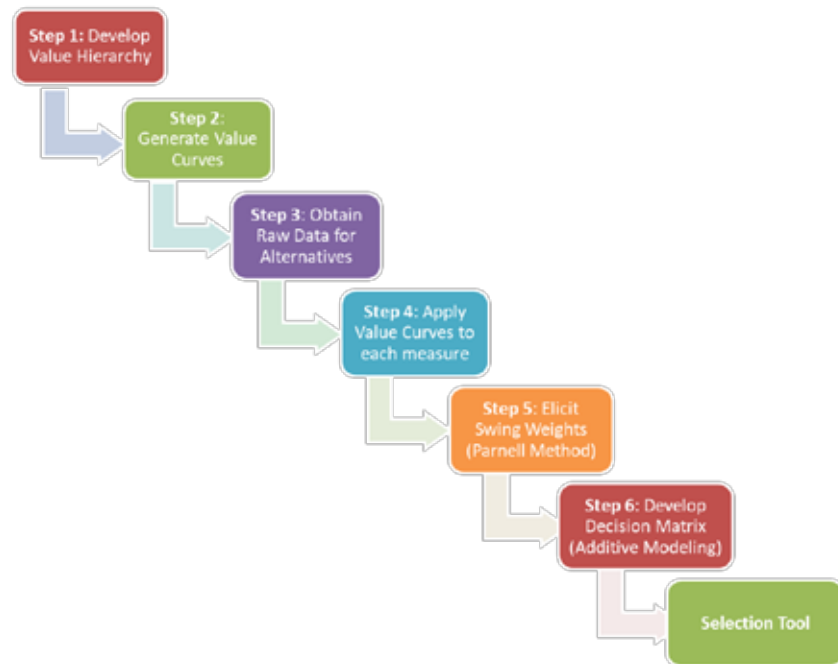 Step 1: Develop
Value Hierarchy
Step 2:
Generate Value
Curves
Step 3: Obtain
Raw Data for
Alternatives
Step 4: Apply
Value Curves to
each measure
Step 5: Elicit
Swing Weights
(Parnell Method)
Step 6: Develop
Decision Matrix
(Additive Modeling)
Selection Tool